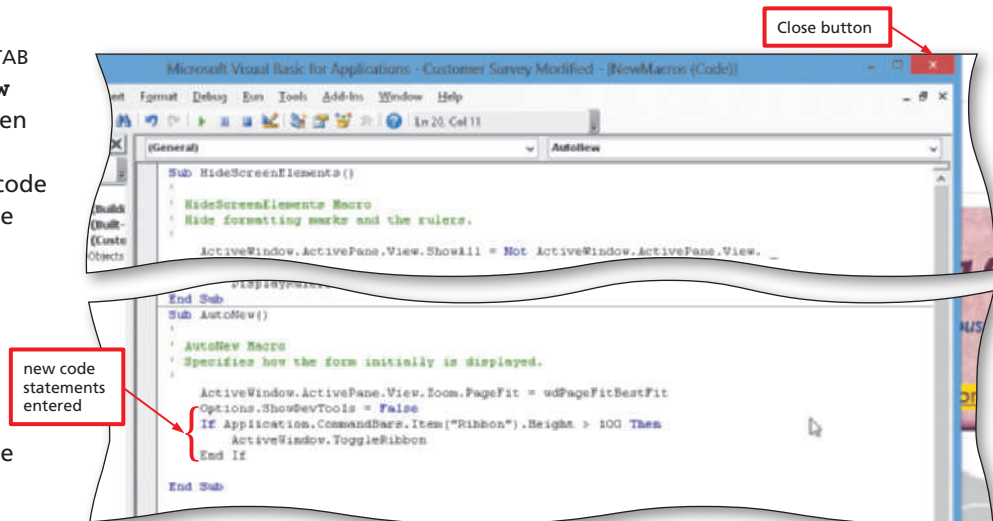 Close button
TAB
w
en
code
e
e
Microsoft Visual Basic for Applications - Customer Survey Modified - [NewMacros (Code)]
Format Debug Run Tools Add-Ins Window Help
Ln 20, Col 11
(General) AutoNew
(Build
(Built-
(Custo
Objects
Sub HideScreenElements()
'
' HideScreenElements Macro
' Hide formatting marks and the rulers.
'
ActiveWindow.ActivePane.View.ShowAll = Not ActiveWindow.ActivePane.View. _
End Sub
Sub AutoNew()
'
' AutoNew Macro
' Specifies how the form initially is displayed.
'
ActiveWindow.ActivePane.View.Zoom.PageFit = wdPageFitBestFit
new code
statements
entered
Options.ShowDevTools = False
If Application.CommandBars.Item("Ribbon").Height > 100 Then
ActiveWindow.ToggleRibbon
End If
End Sub